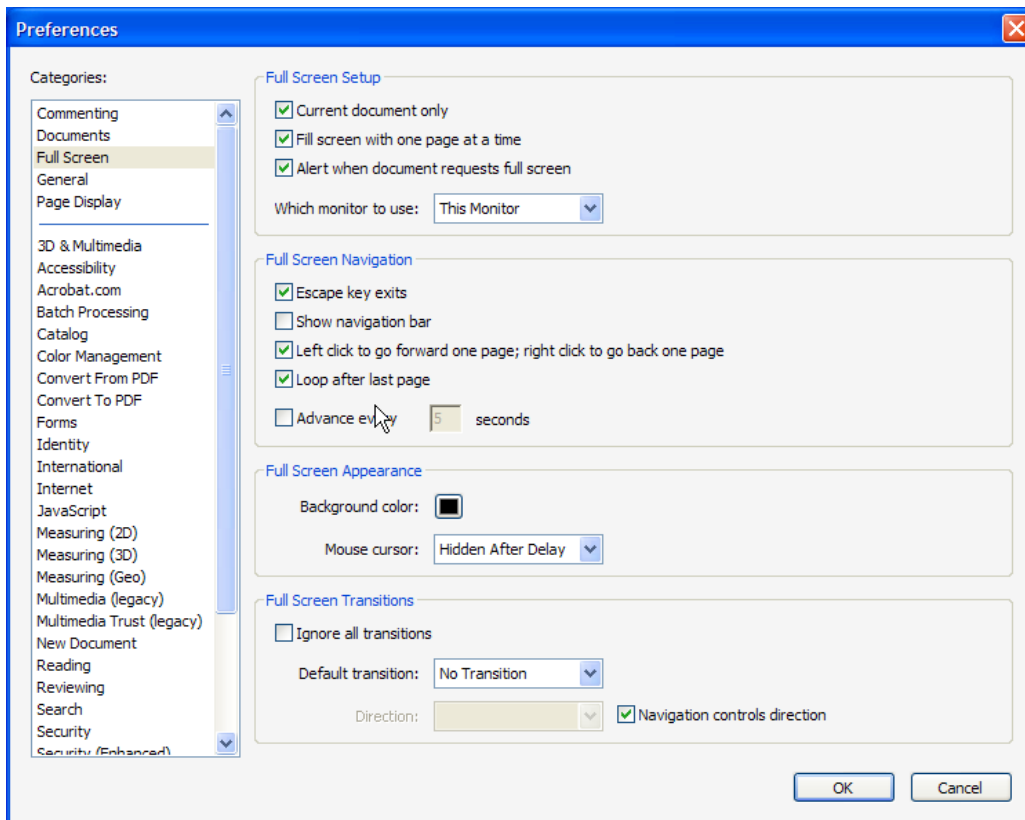 Preferences
Categories:
Commenting
Documents
Full Screen
General
Page Display
3D & Multimedia
Accessibility
Acrobat.com
Batch Processing
Catalog
Color Management
Convert From PDF
Convert To PDF
Forms
Identity
International
Internet
JavaScript
Measuring (2D)
Measuring (3D)
Measuring (Geo)
Multimedia (legacy)
Multimedia Trust (legacy)
New Document
Reading
Reviewing
Search
Security
Security (Enhanced)
Full Screen Setup
Current document only
Fill screen with one page at a time
Alert when document requests full screen
Which monitor to use: This Monitor
Full Screen Navigation
Escape key exits
Show navigation bar
Left click to go forward one page; right click to go back one page
Loop after last page
Advance every 5 seconds
Full Screen Appearance
Background color:
Mouse cursor: Hidden After Delay
Full Screen Transitions
Ignore all transitions
Default transition: No Transition
Direction: Navigation controls direction
OK Cancel